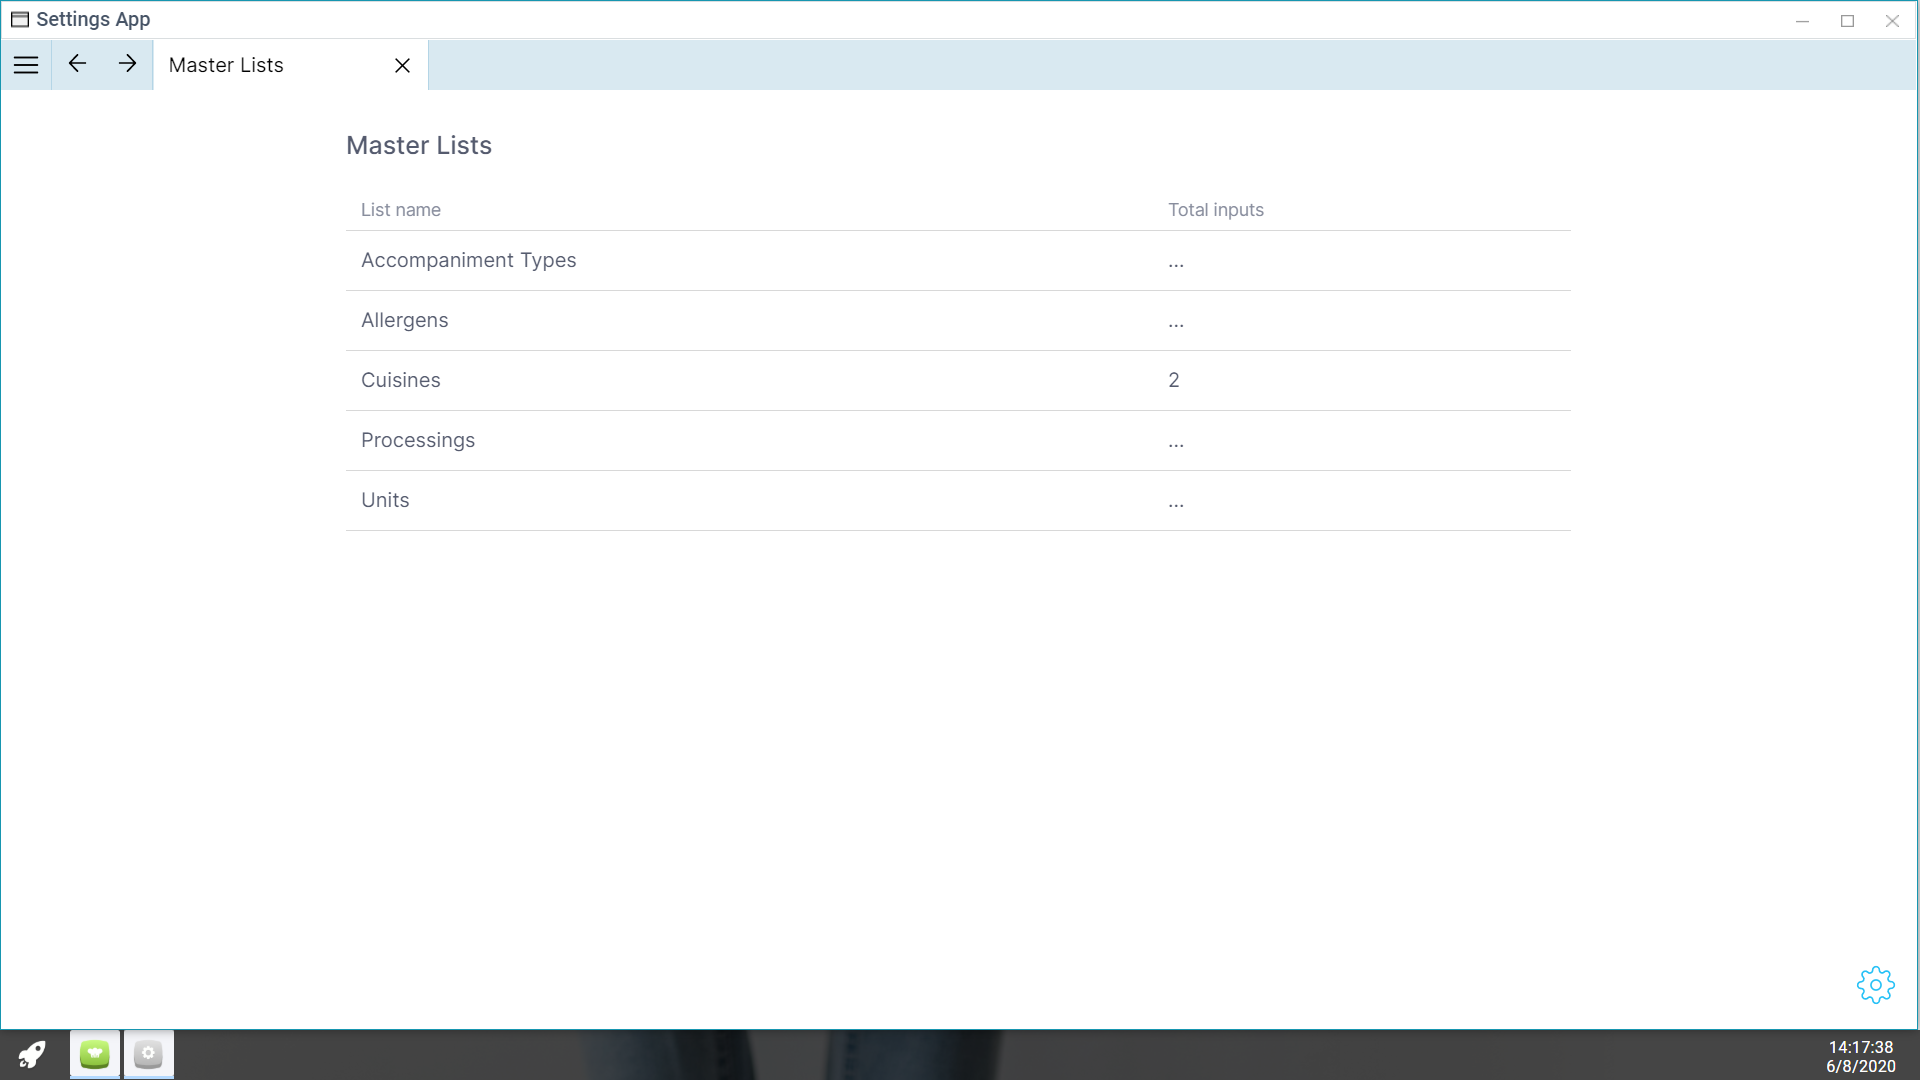 Settings App
Master Lists
Master Lists
List name Total inputs
Accompaniment Types ...
Allergens ...
Cuisines 2
Processings ...
Units ...
14:17:38
6/8/2020